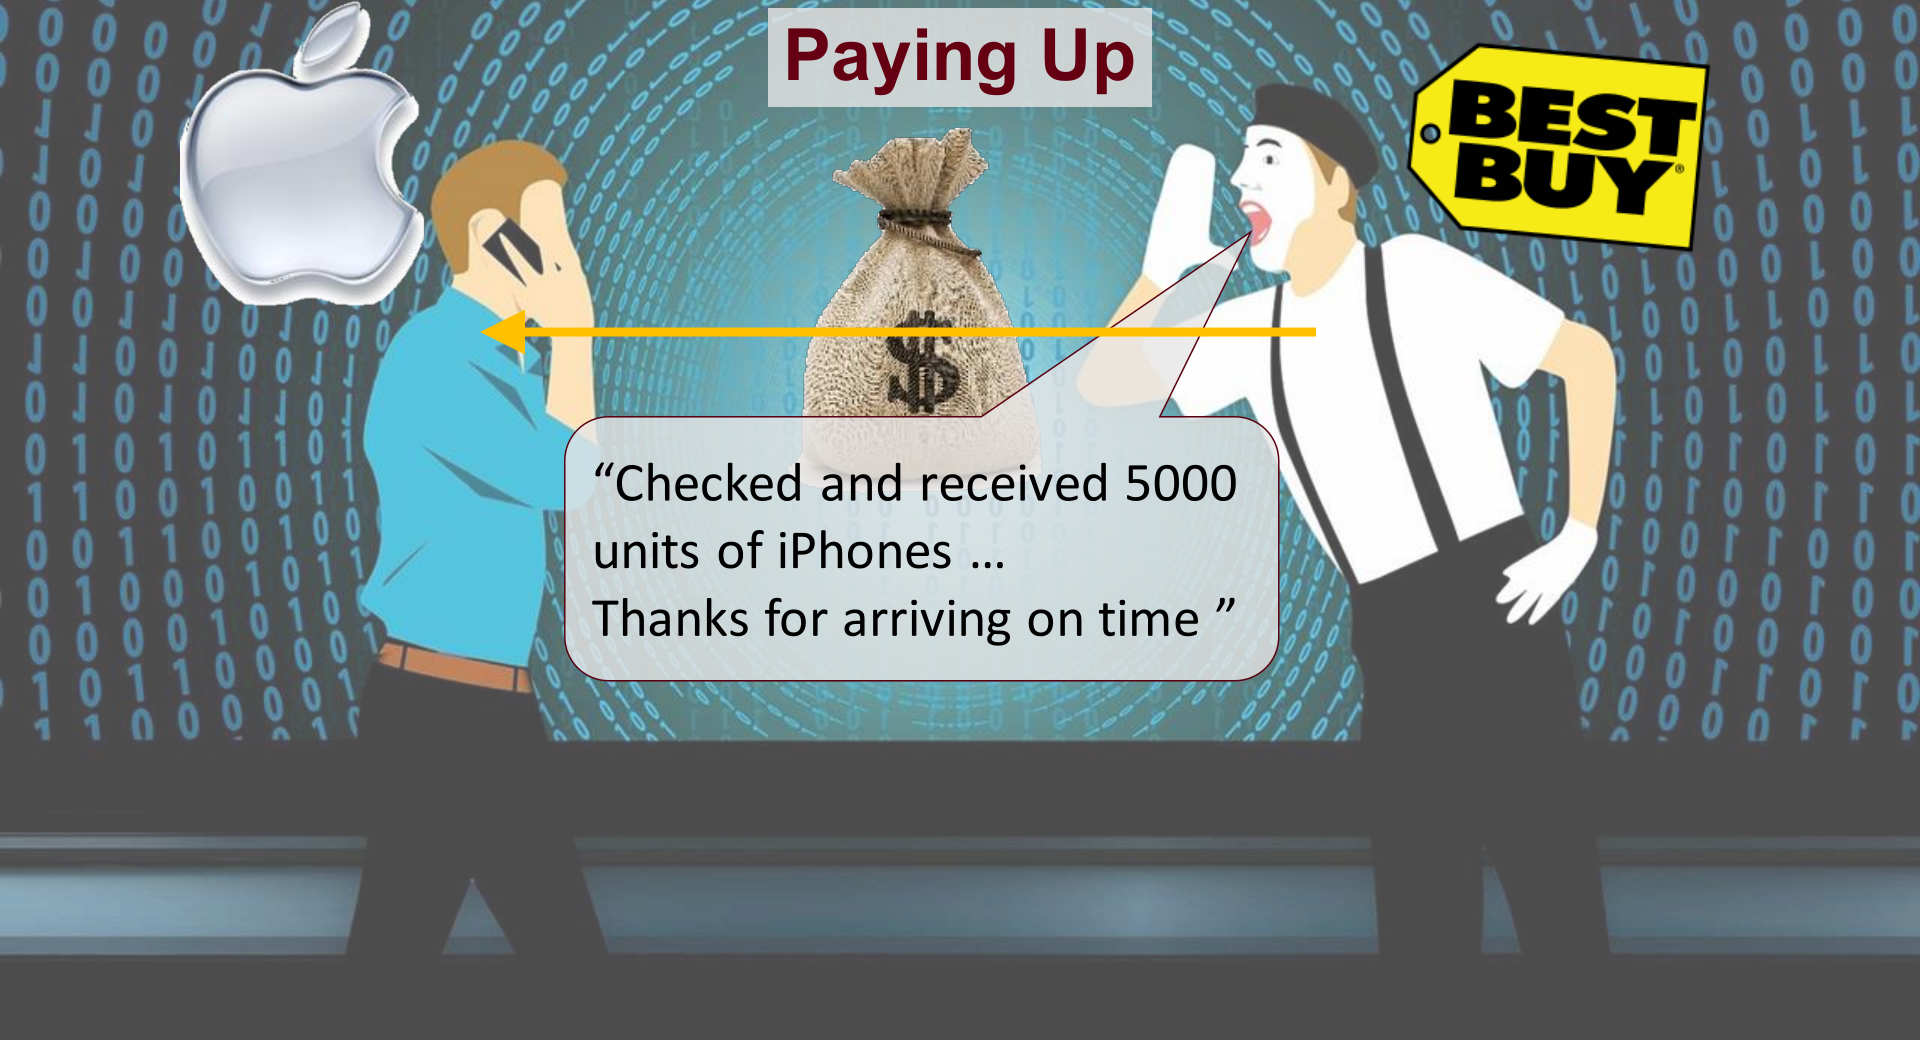 Paying Up
BEST
BUY®
$
“Checked and received 5000
units of iPhones ...
Thanks for arriving on time ”